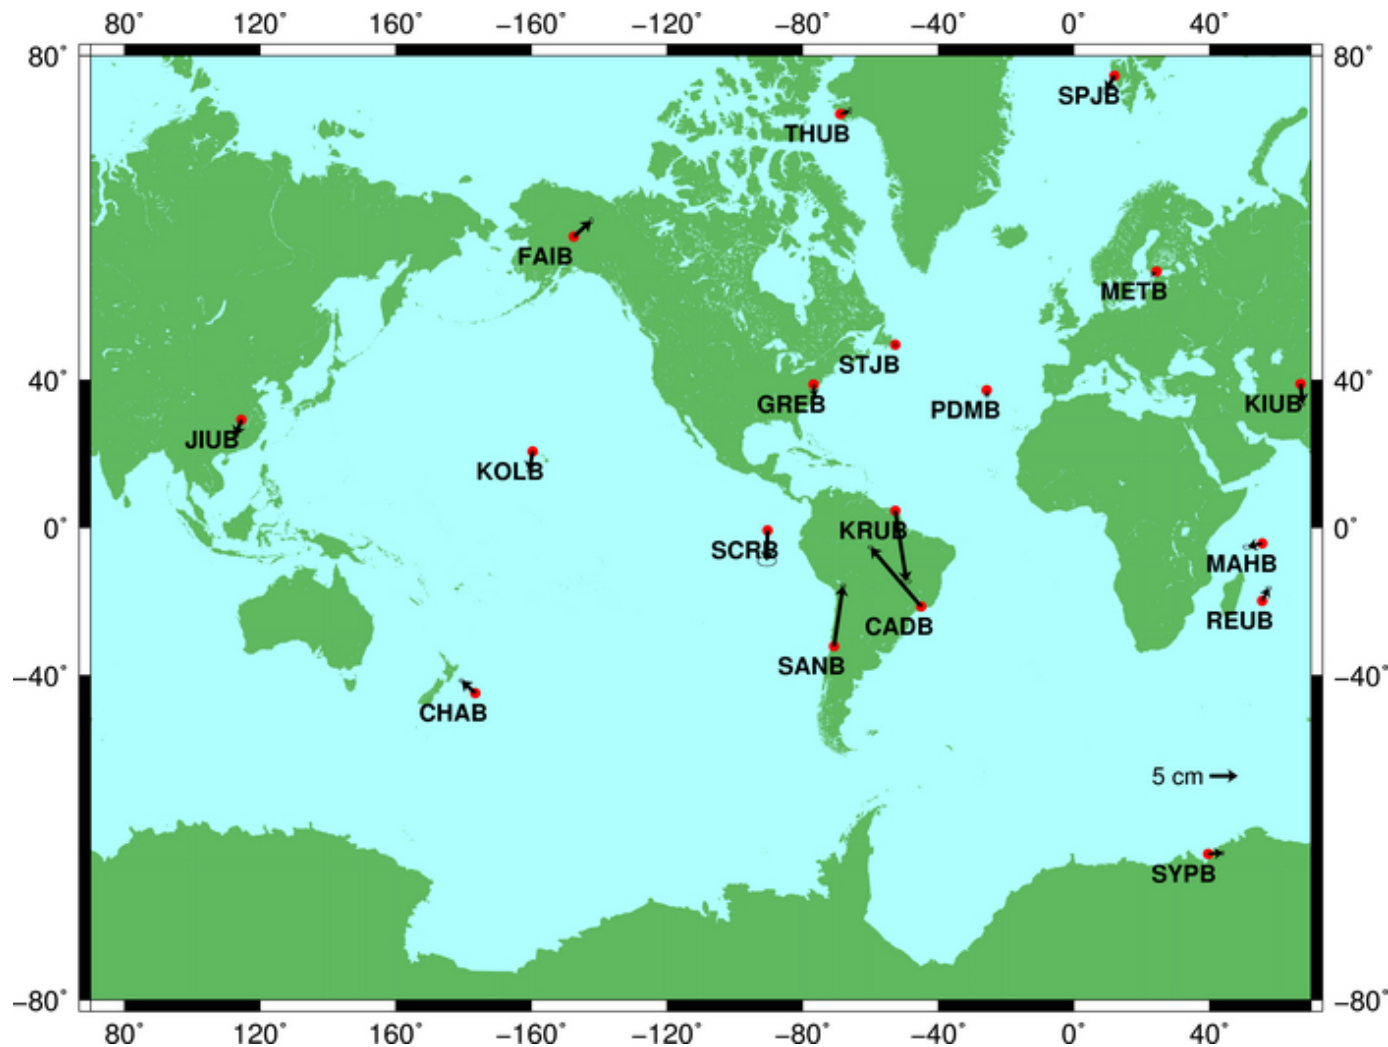 80˚ 120˚ 160˚ −160˚ −120˚ −80˚ −40˚ 0˚ 40˚
80˚ 80˚
SPJB
THUB
FAIB
METB
STJB
40˚ 40˚
GREB PDMB KIUB
JIUB
KOLB
0˚ KRUB 0˚
SCRB
MAHB
REUB
CADB
SANB
−40˚ −40˚
CHAB
5 cm
SYPB
−80˚ −80˚
80˚ 120˚ 160˚ −160˚ −120˚ −80˚ −40˚ 0˚ 40˚